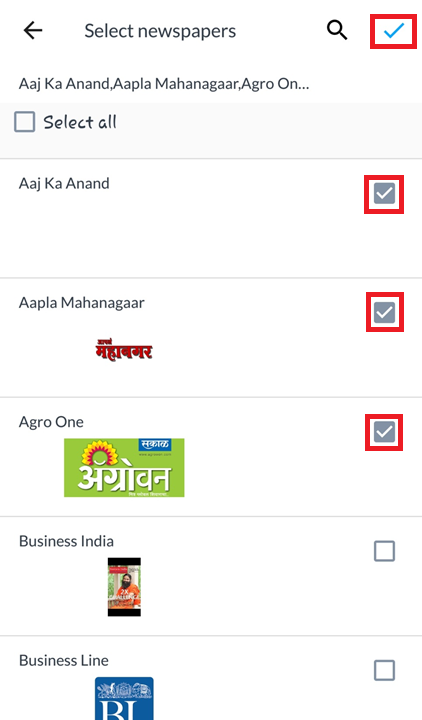 Select newspapers
Aaj Ka Anand,Aapla Mahanagaar,Agro On...
Select all
Aaj Ka Anand
Aapla Mahanagaar
आपलं
महानगर
Agro One
सकाळ
अॅग्रोवन
Business India
Business Line
BL